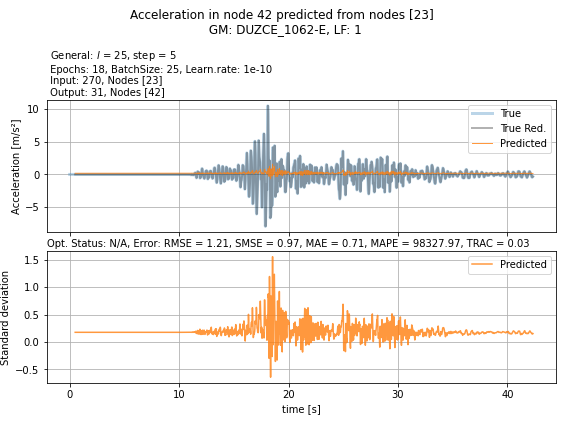 Acceleration in node 42 predicted from nodes [23]
GM: DUZCE_1062-E, LF: 1
General: l = 25, step = 5
Epochs: 18, BatchSize: 25, Learn.rate: 1e-10
Input: 270, Nodes [23]
Output: 31, Nodes [42]
Acceleration [m/s²]
10
5
0
−5
True
True Red.
Predicted
Opt. Status: N/A, Error: RMSE = 1.21, SMSE = 0.97, MAE = 0.71, MAPE = 98327.97, TRAC = 0.03
Standard deviation
1.5
1.0
0.5
0.0
−0.5
Predicted
0
10
20
30
40
time [s]